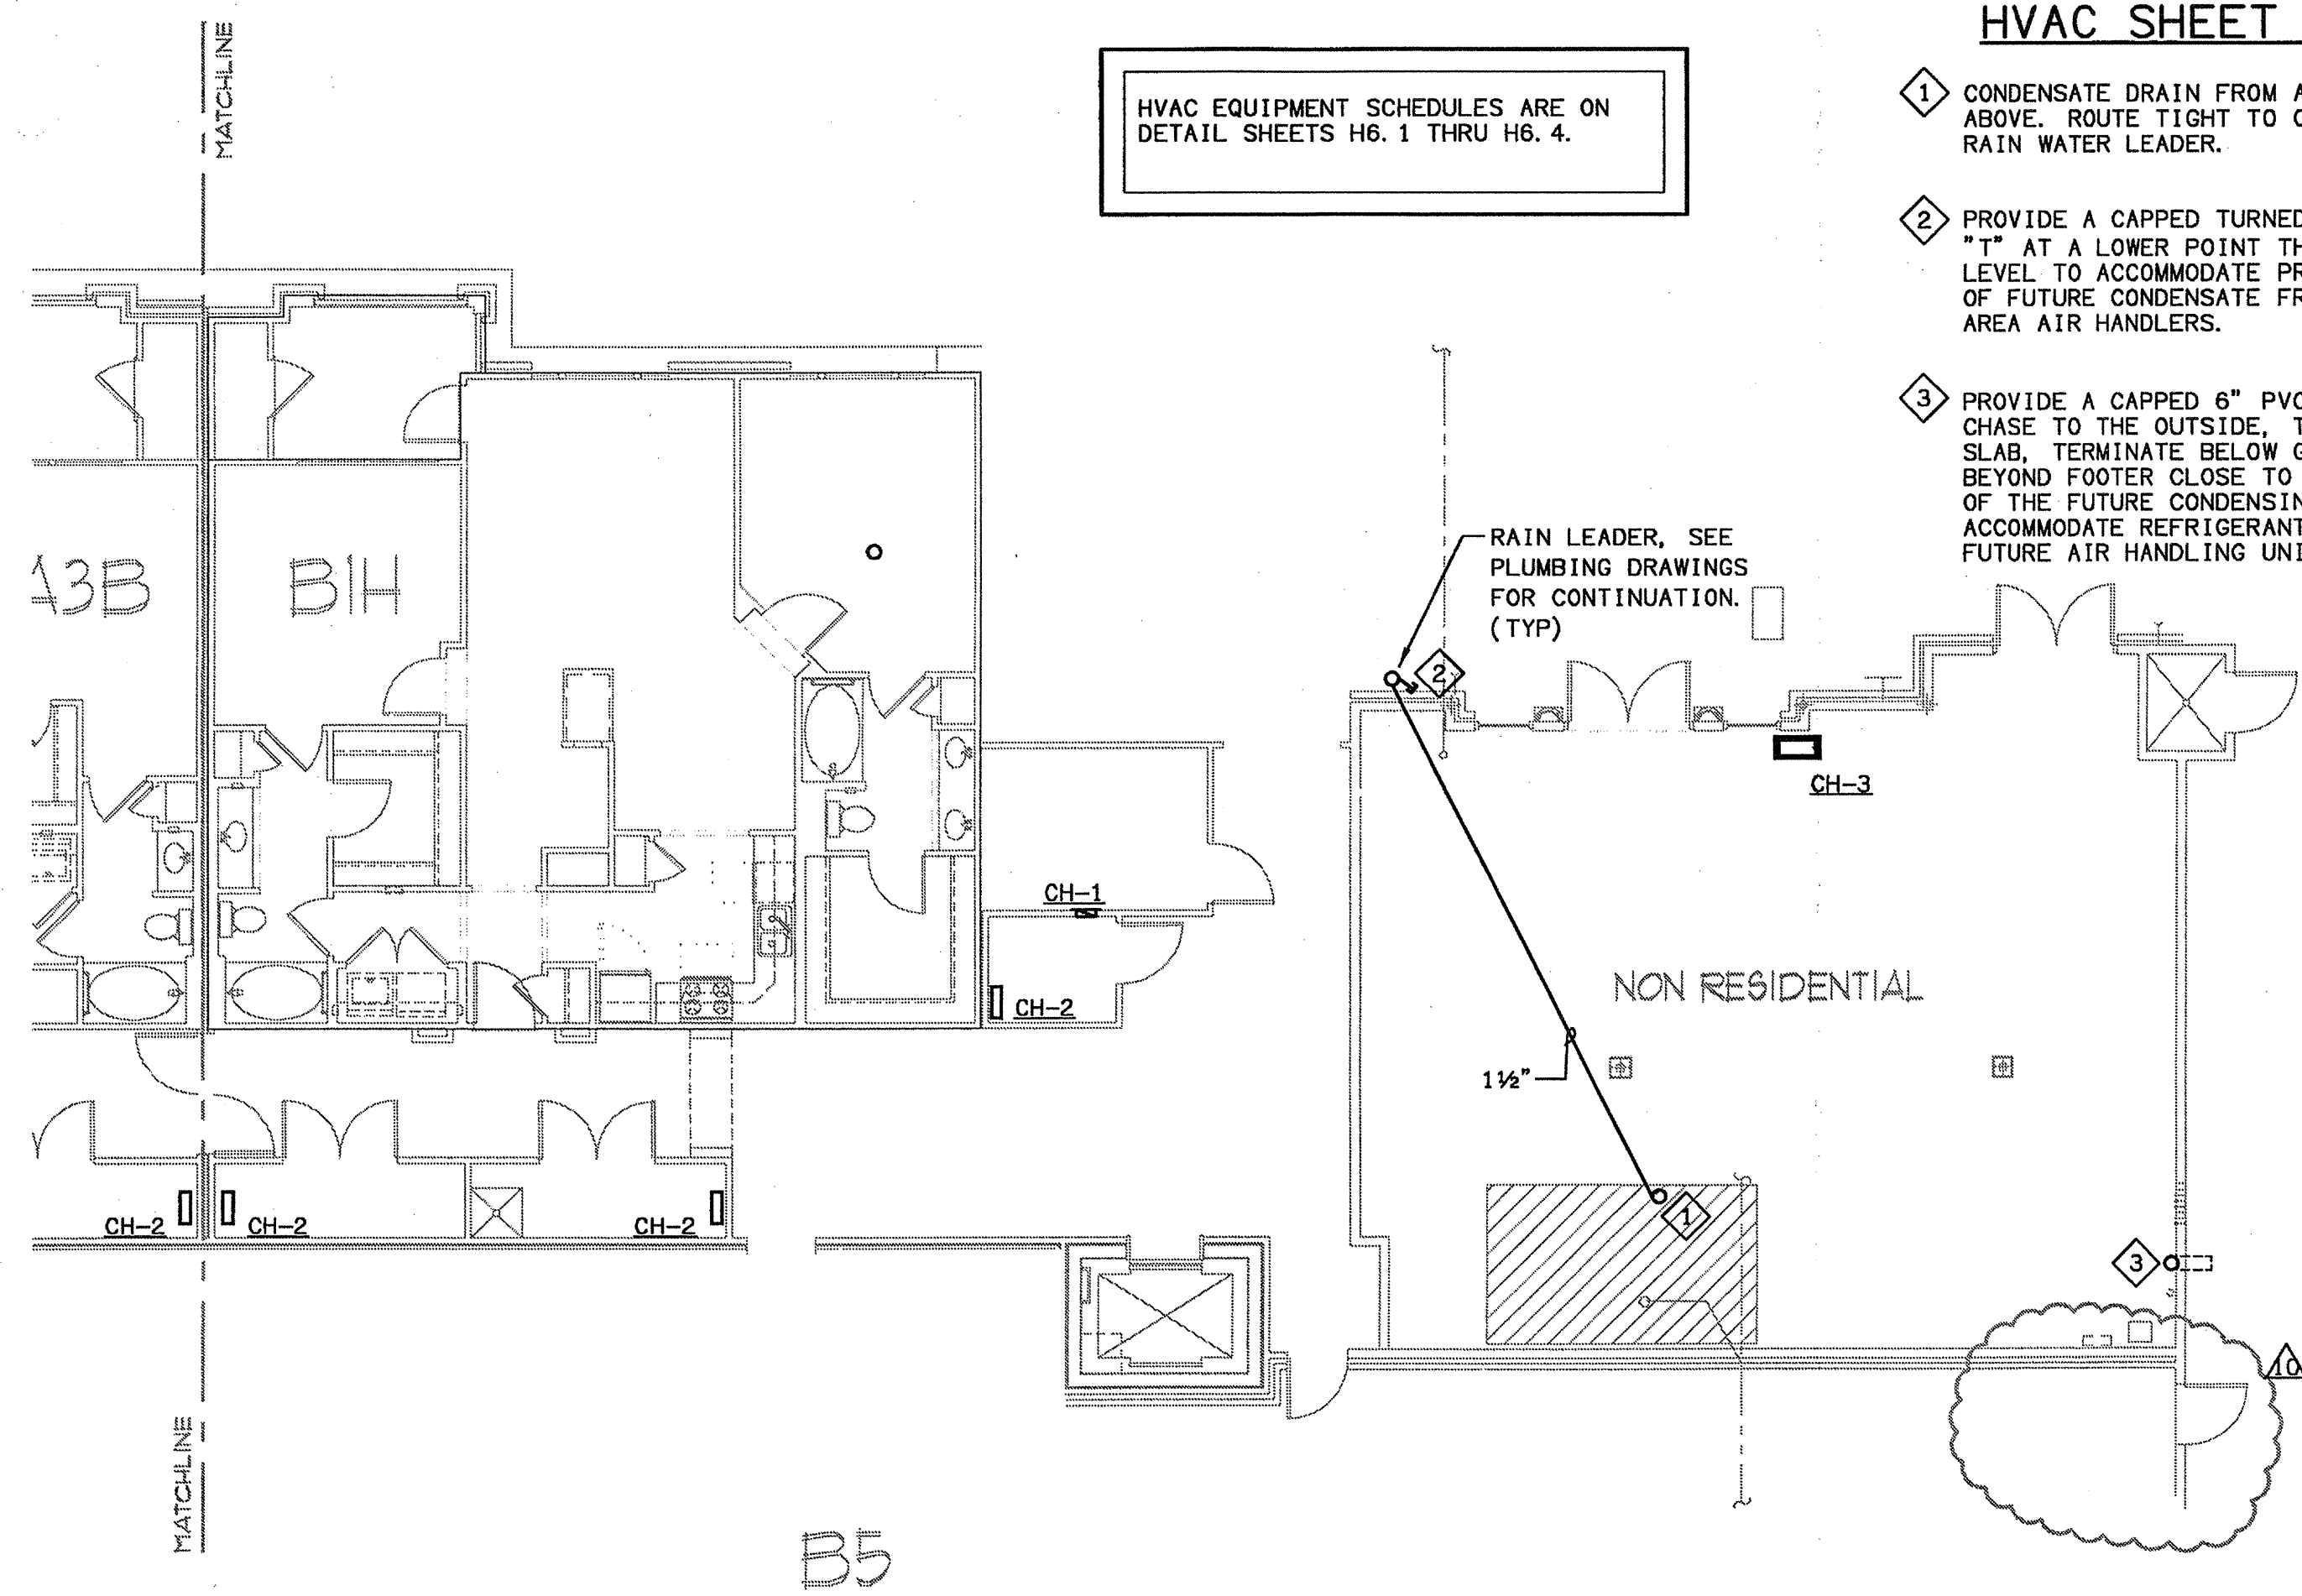 HVAC SHEET
MATCHLINE
HVAC EQUIPMENT SCHEDULES ARE ON
DETAIL SHEETS H6. 1 THRU H6. 4.
1 CONDENSATE DRAIN FROM A
ABOVE. ROUTE TIGHT TO
RAIN WATER LEADER.
2 PROVIDE A CAPPED TURNED
"T" AT A LOWER POINT TH
LEVEL TO ACCOMMODATE PR
OF FUTURE CONDENSATE FR
AREA AIR HANDLERS.
3 PROVIDE A CAPPED 6" PVC
CHASE TO THE OUTSIDE, T
SLAB, TERMINATE BELOW G
BEYOND FOOTER CLOSE TO
OF THE FUTURE CONDENSIN
ACCOMMODATE REFRIGERANT
FUTURE AIR HANDLING UNI
RAIN LEADER, SEE
PLUMBING DRAWINGS
FOR CONTINUATION.
(TYP)
A3B
B1H
2
CH-3
CH-1
CH-2
NON RESIDENTIAL
1½"
1
CH-2
CH-2
CH-2
3
10
MATCHLINE
B5